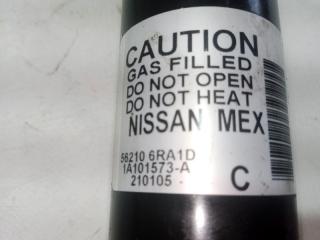 CAUTION
GAS FILLED
DO NOT OPEN
DO NOT HEAT
NISSAN MEX
56210 6RA1D
1A101573-A
210105 C